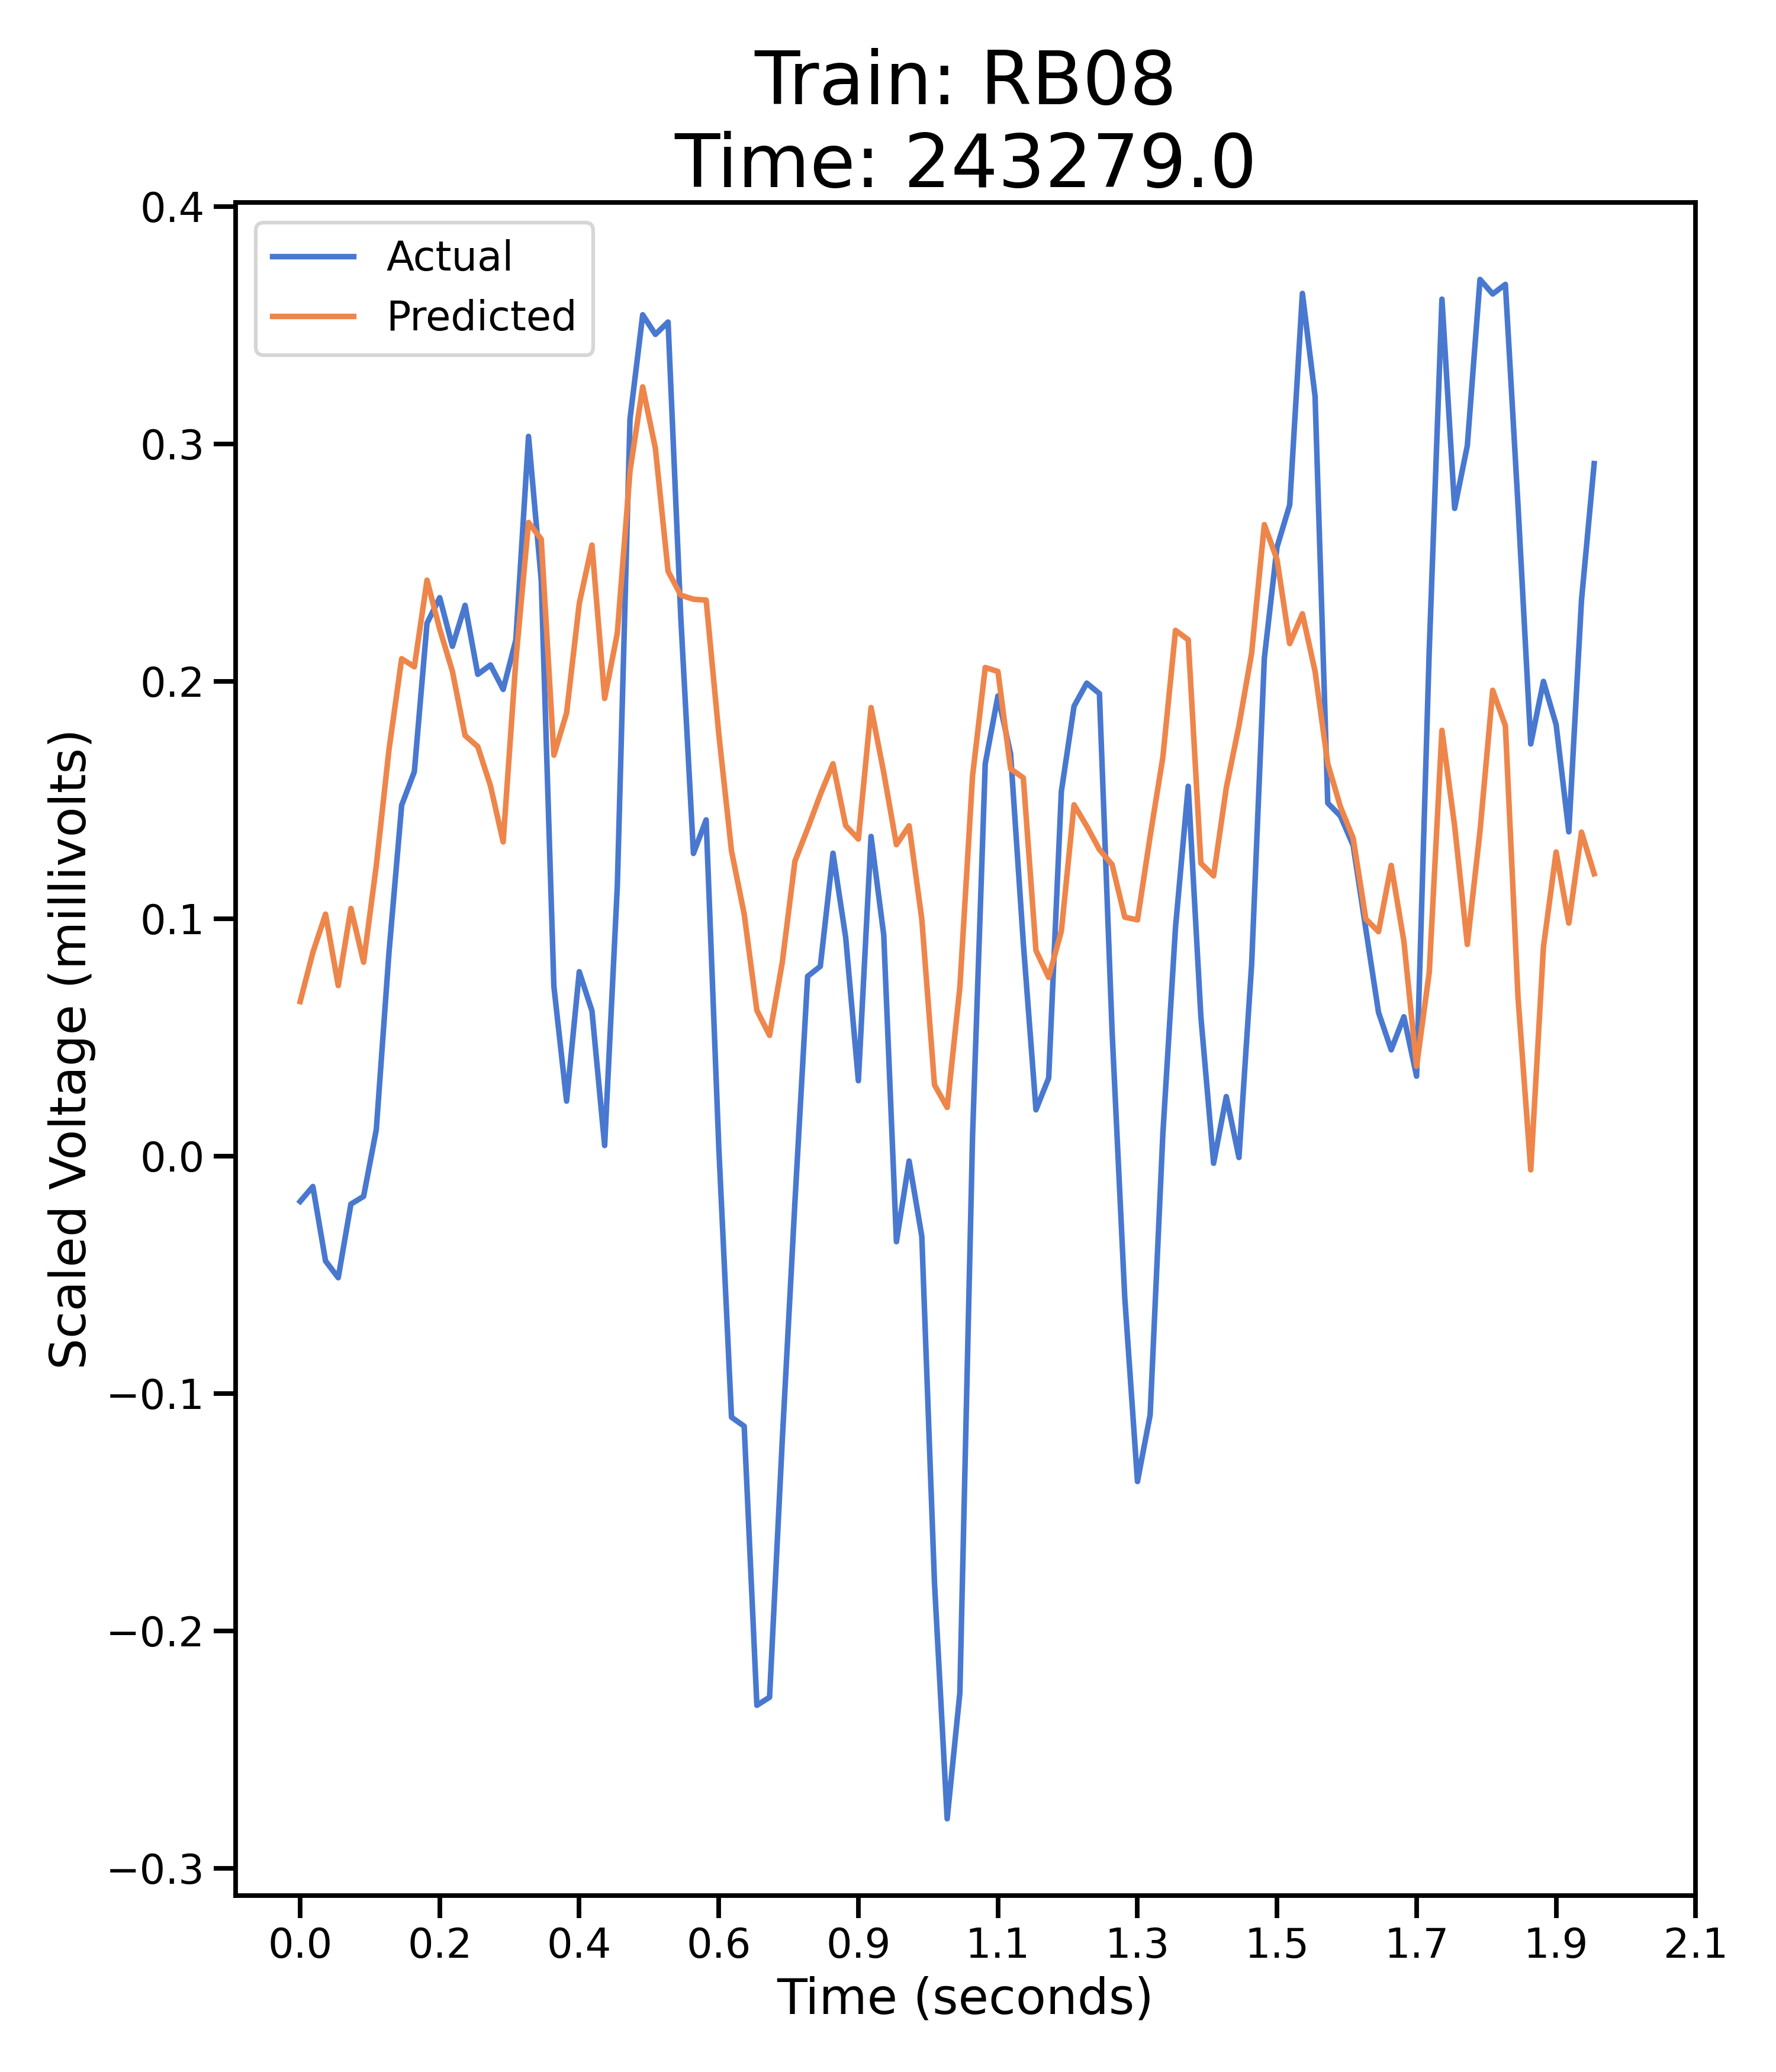 Train: RB08
Time: 243279.0
Actual
Predicted
Scaled Voltage (millivolts)
0.4
0.3
0.2
0.1
0.0
−0.1
−0.2
−0.3
0.0 0.2 0.4 0.6 0.9 1.1 1.3 1.5 1.7 1.9 2.1
Time (seconds)